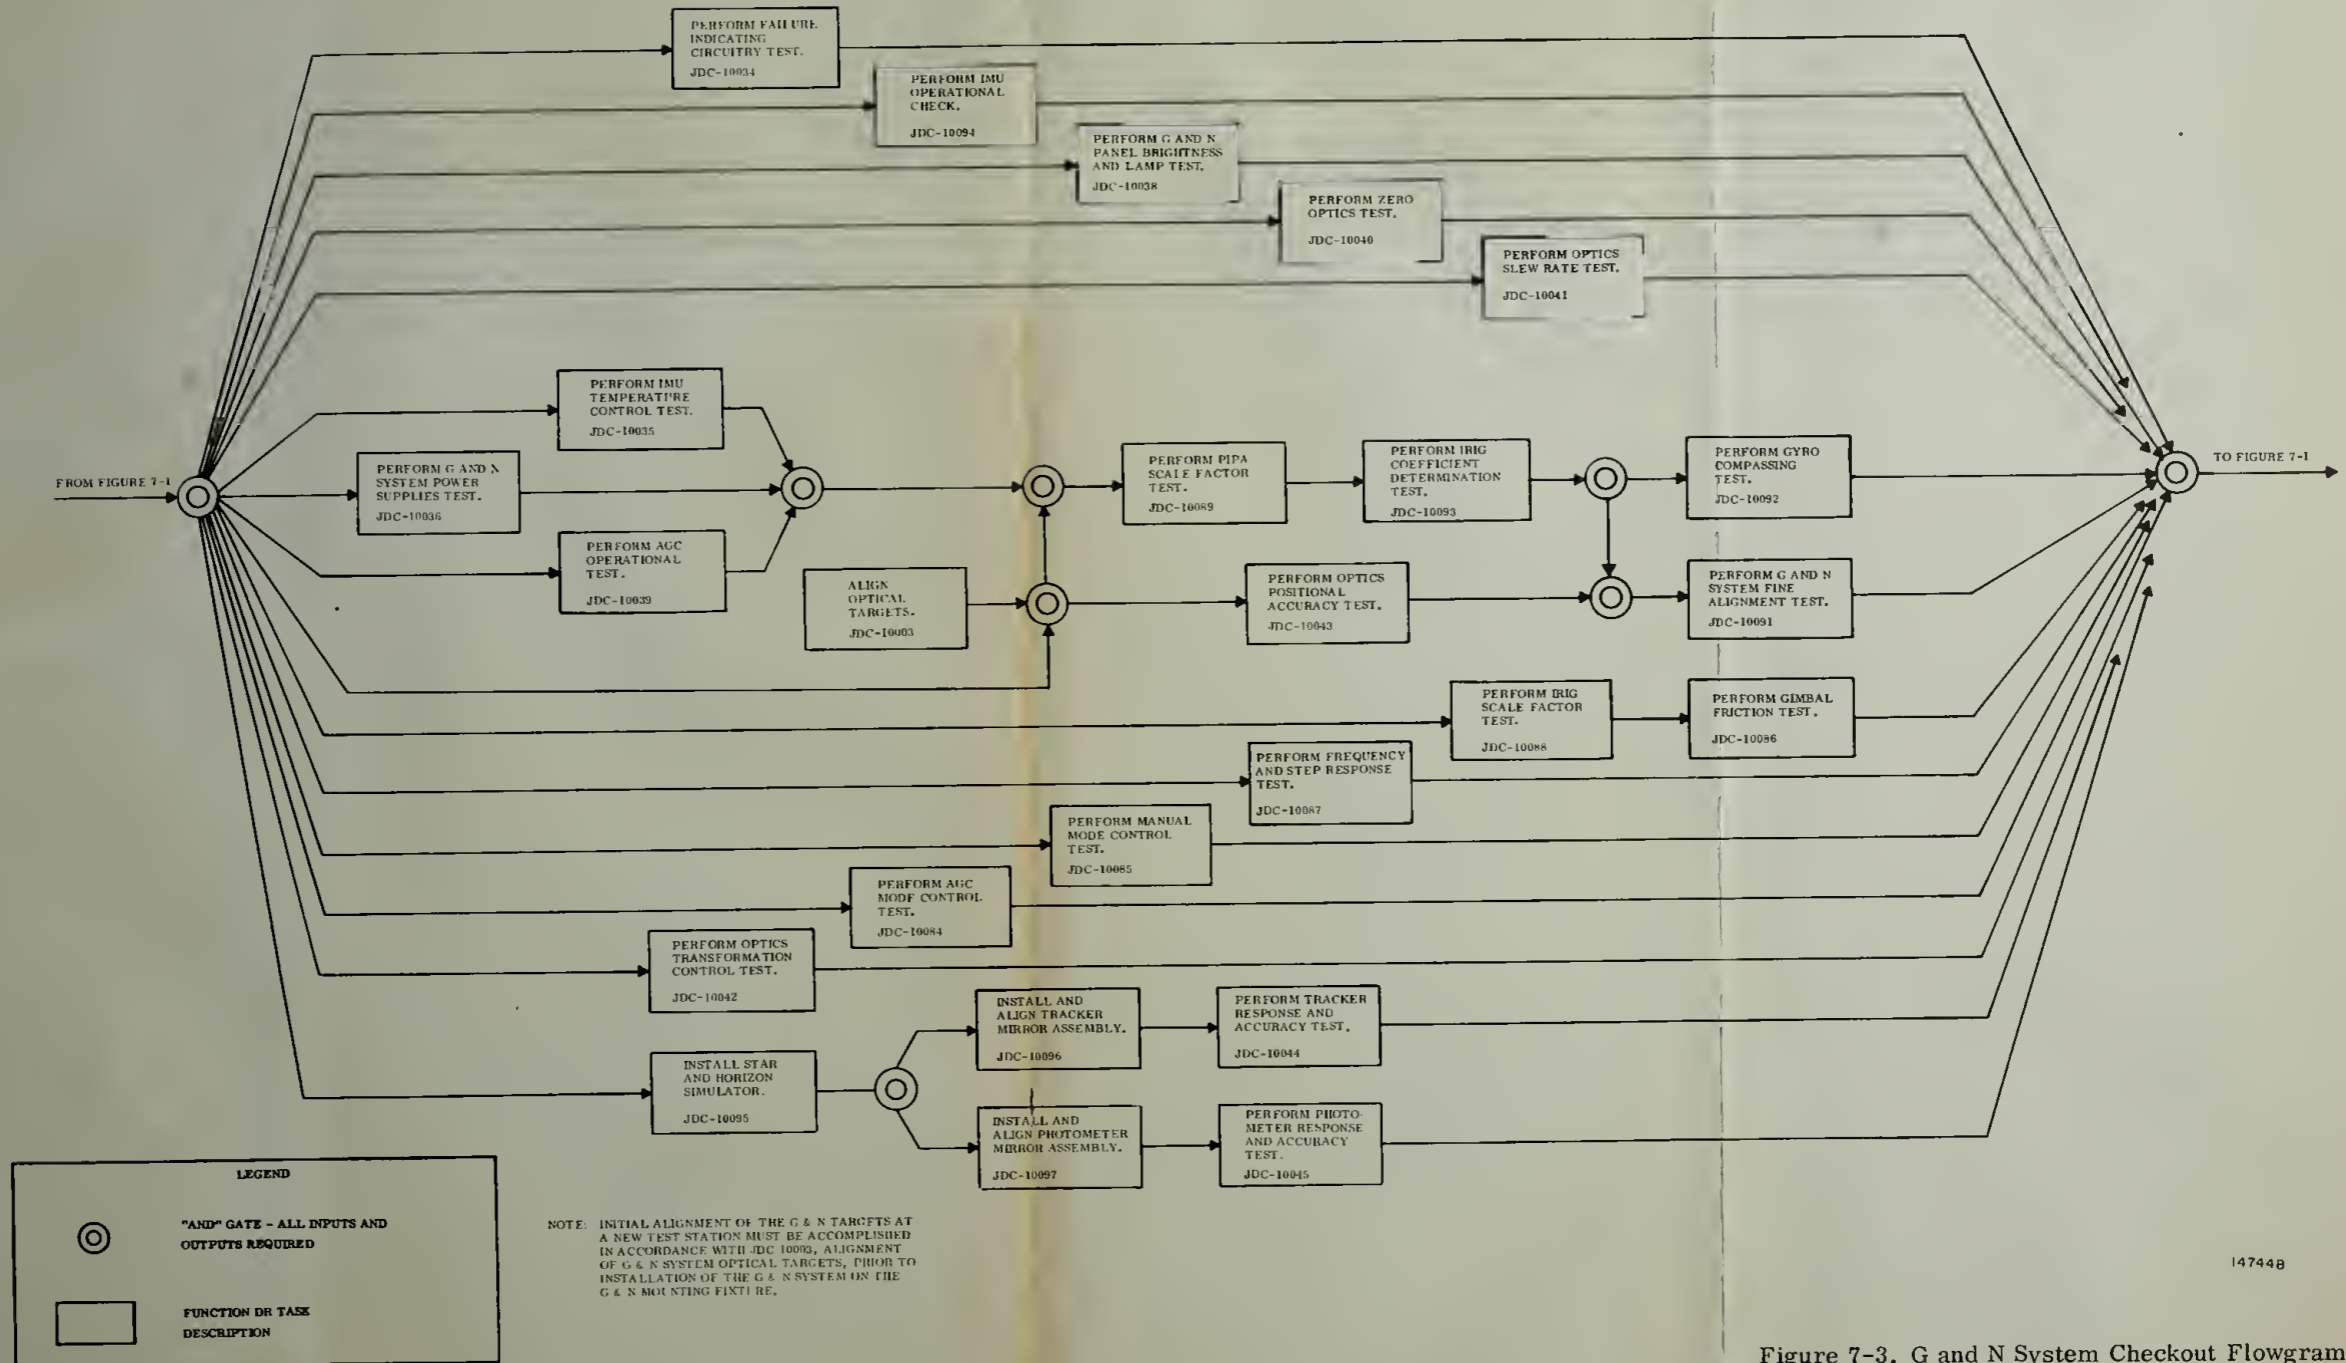 PERFORM FAILURE
INDICATING
CIRCUITRY TEST.
JDC-10034
PERFORM IMU
OPERATIONAL
CHECK.
JDC-10094
PERFORM G AND N
PANEL BRIGHTNESS
AND LAMP TEST.
JDC-10038
PERFORM ZERO
OPTICS TEST.
JDC-10040
PERFORM OPTICS
SLEW RATE TEST.
JDC-10041
FROM FIGURE 7-1
PERFORM IMU
TEMPERATURE
CONTROL TEST.
JDC-10035
PERFORM G AND N
SYSTEM POWER
SUPPLIES TEST.
JDC-10036
PERFORM AGC
OPERATIONAL
TEST.
JDC-10039
ALIGN
OPTICAL
TARGETS.
JDC-10003
PERFORM PIPA
SCALE FACTOR
TEST.
JDC-10089
PERFORM IRIG
COEFFICIENT
DETERMINATION
TEST.
JDC-10093
PERFORM GYRO
COMPASSING
TEST.
JDC-10092
TO FIGURE 7-1
PERFORM OPTICS
POSITIONAL
ACCURACY TEST.
JDC-10043
PERFORM G AND N
SYSTEM FINE
ALIGNMENT TEST.
JDC-10091
PERFORM IRIG
SCALE FACTOR
TEST.
JDC-10088
PERFORM GIMBAL
FRICTION TEST.
JDC-10086
PERFORM FREQUENCY
AND STEP RESPONSE
TEST.
JDC-10087
PERFORM MANUAL
MODE CONTROL
TEST.
JDC-10085
PERFORM AGC
MODE CONTROL
TEST.
JDC-10084
PERFORM OPTICS
TRANSFORMATION
CONTROL TEST.
JDC-10042
INSTALL STAR
AND HORIZON
SIMULATOR.
JDC-10095
INSTALL AND
ALIGN TRACKER
MIRROR ASSEMBLY.
JDC-10096
PERFORM TRACKER
RESPONSE AND
ACCURACY TEST.
JDC-10044
INSTALL AND
ALIGN PHOTOMETER
MIRROR ASSEMBLY.
JDC-10097
PERFORM PHOTO-
METER RESPONSE
AND ACCURACY
TEST.
JDC-10045
LEGEND
"AND" GATE - ALL INPUTS AND
OUTPUTS REQUIRED
FUNCTION OR TASK
DESCRIPTION
NOTE: INITIAL ALIGNMENT OF THE G & N TARGETS AT
A NEW TEST STATION MUST BE ACCOMPLISHED
IN ACCORDANCE WITH JDC 10003, ALIGNMENT
OF G & N SYSTEM OPTICAL TARGETS, PRIOR TO
INSTALLATION OF THE G & N SYSTEM ON THE
G & N MOUNTING FIXTURE.
14744B
Figure 7-3. G and N System Checkout Flowgram